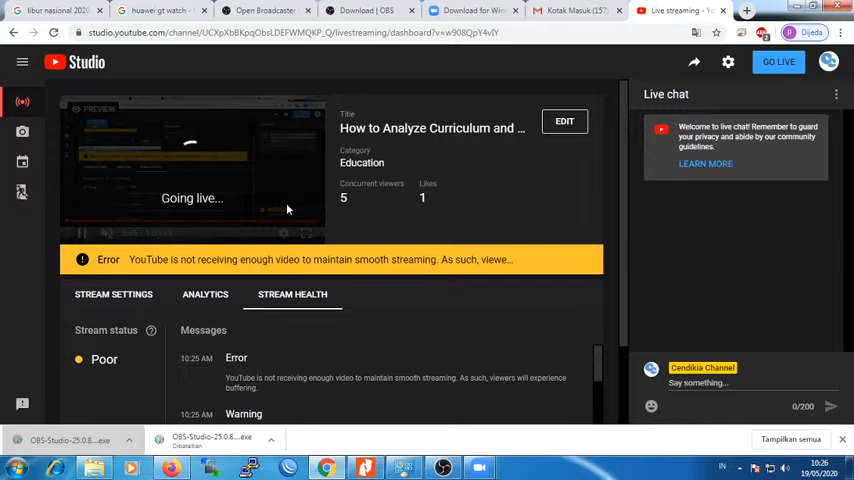 libur nasional 2020
huawei gt watch -
Open Broadcaster
Download | OBS
Download for Win
Kotak Masuk (157)
Live streaming -
studio.youtube.com/channel/UCXpXbBKpqObsLDEFWMQKP_Q/livestreaming/dashboard?v=w908QpY4vIY
Dijeda
Studio
GO LIVE
PREVIEW
Going live...
Title
How to Analyze Curriculum and ...
EDIT
Category
Education
Concurrent viewers
Likes
5
1
Error YouTube is not receiving enough video to maintain smooth streaming. As such, viewe...
STREAM SETTINGS
ANALYTICS
STREAM HEALTH
Stream status
Poor
Messages
10:25 AM Error
YouTube is not receiving enough video to maintain smooth streaming. As such, viewers will experience
buffering.
10:25 AM Warning
Live chat
Welcome to live chat! Remember to guard
your privacy and abide by our community
guidelines.
LEARN MORE
Cendikia Channel
Say something...
0/200
OBS-Studio-25.0.8....exe
OBS-Studio-25.0.8....exe
Dibatalkan
Tampilkan semua
IN
10:26
19/05/2020